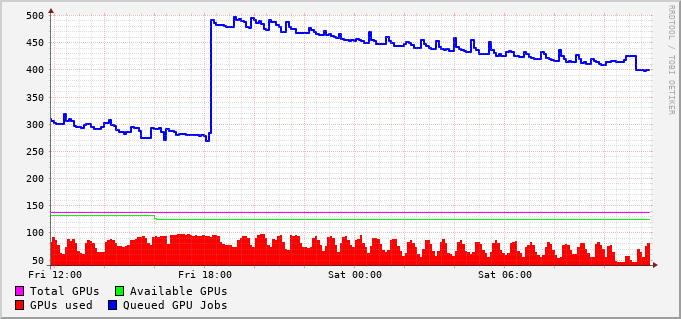 500
450
400
350
300
250
200
150
100
50
Fri 12:00 Fri 18:00 Sat 00:00 Sat 06:00
Total GPUs Available GPUs
GPUs used Queued GPU Jobs
RRDTOOL / TOBI OETIKER